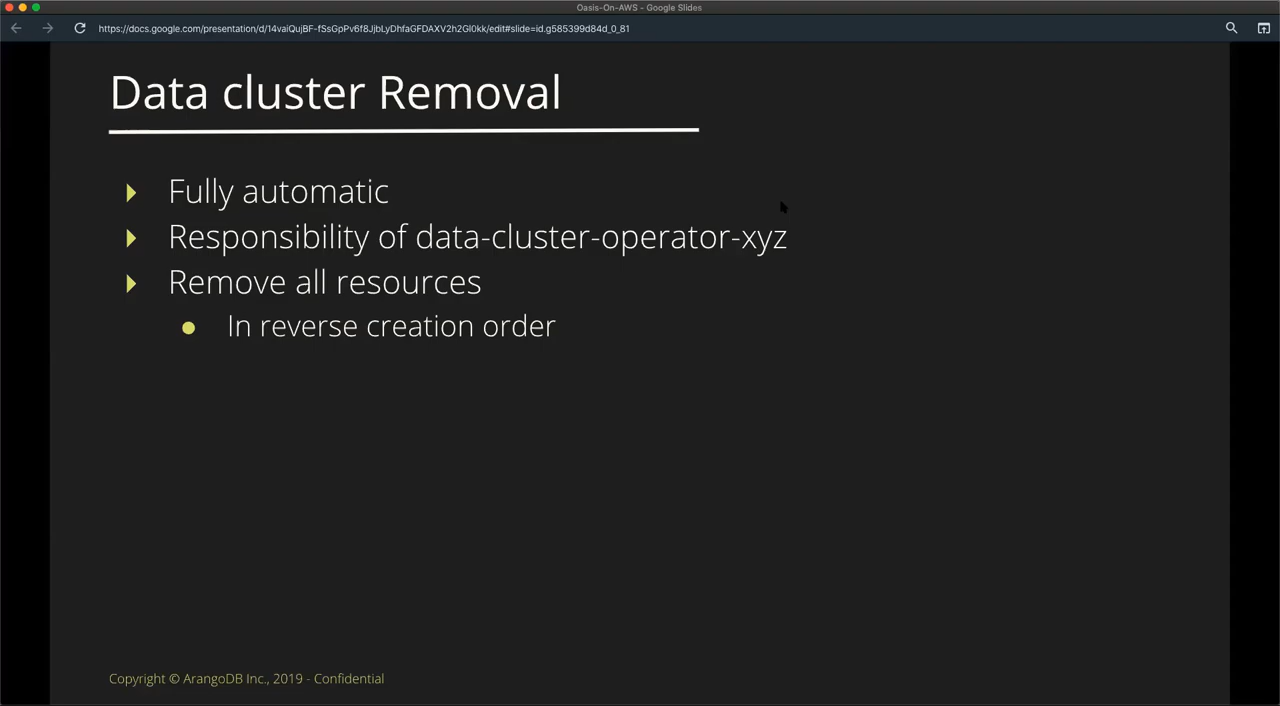 Oasis-On-AWS - Google Slides
https://docs.google.com/presentation/d/14vaiQujBF-fSsGpPv6f8JjbLyDhfaGFDAXV2h2Gl0kk/edit#slide=id.g585399d84d_0_81
Data cluster Removal
Fully automatic
Responsibility of data-cluster-operator-xyz
Remove all resources
In reverse creation order
Copyright © ArangoDB Inc., 2019 - Confidential